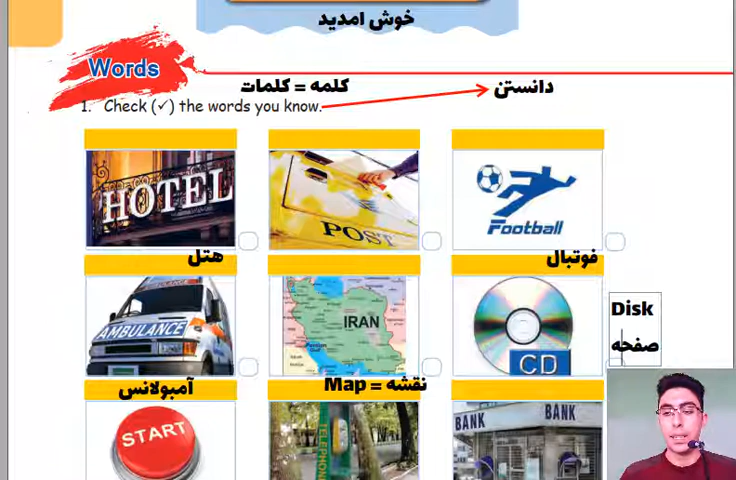 خوش امدید
Words
کلمه = کلمات
دانستن
1. Check (✓) the words you know.
HOTEL
POST
Football
هتل
فوتبال
AMBULANCE
IRAN
CD
Disk
صفحه
آمبولانس
Map = نقشه
START
TELEPHONE
BANK
BANK